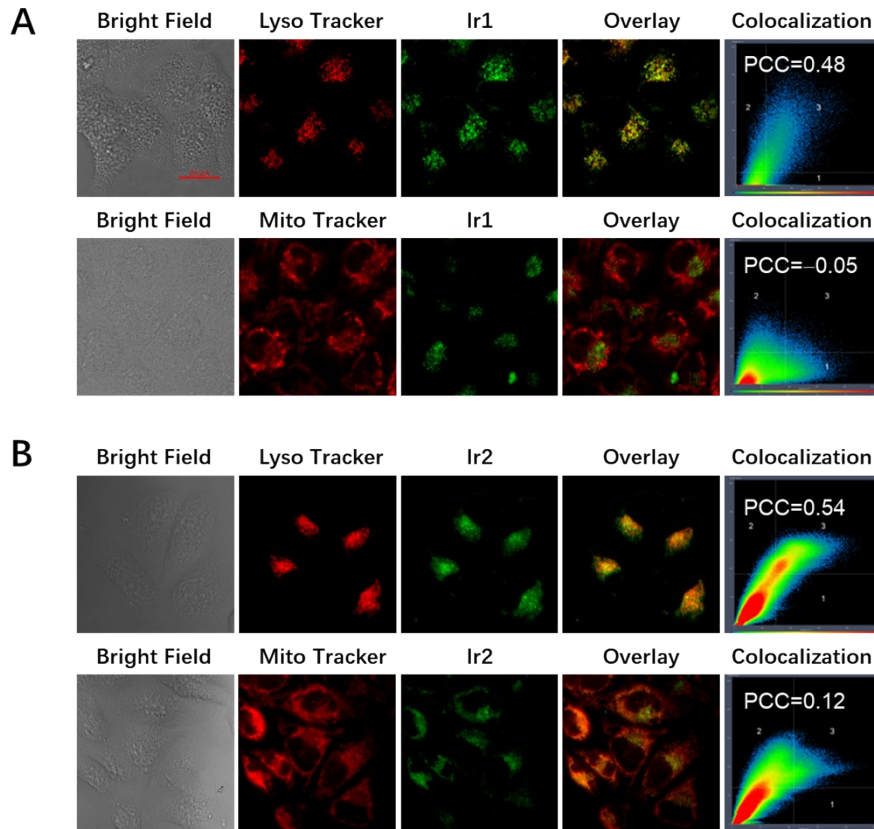 A
Bright Field Lyso Tracker Ir1 Overlay Colocalization
PCC=0.48
2 3
1
Bright Field Mito Tracker Ir1 Overlay Colocalization
PCC=−0.05
2 3
1
B
Bright Field Lyso Tracker Ir2 Overlay Colocalization
PCC=0.54
2 3
1
Bright Field Mito Tracker Ir2 Overlay Colocalization
PCC=0.12
2 3
1